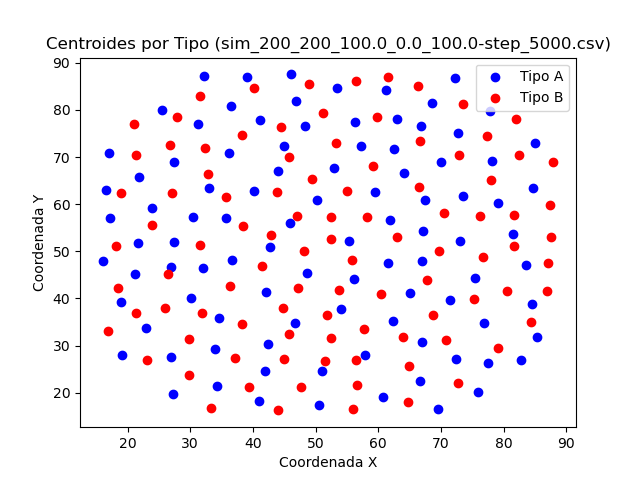 Centroides por Tipo (sim_200_200_100.0_0.0_100.0-step_5000.csv)
Tipo A
Tipo B
Coordenada Y
90
80
70
60
50
40
30
20
20 30 40 50 60 70 80 90
Coordenada X